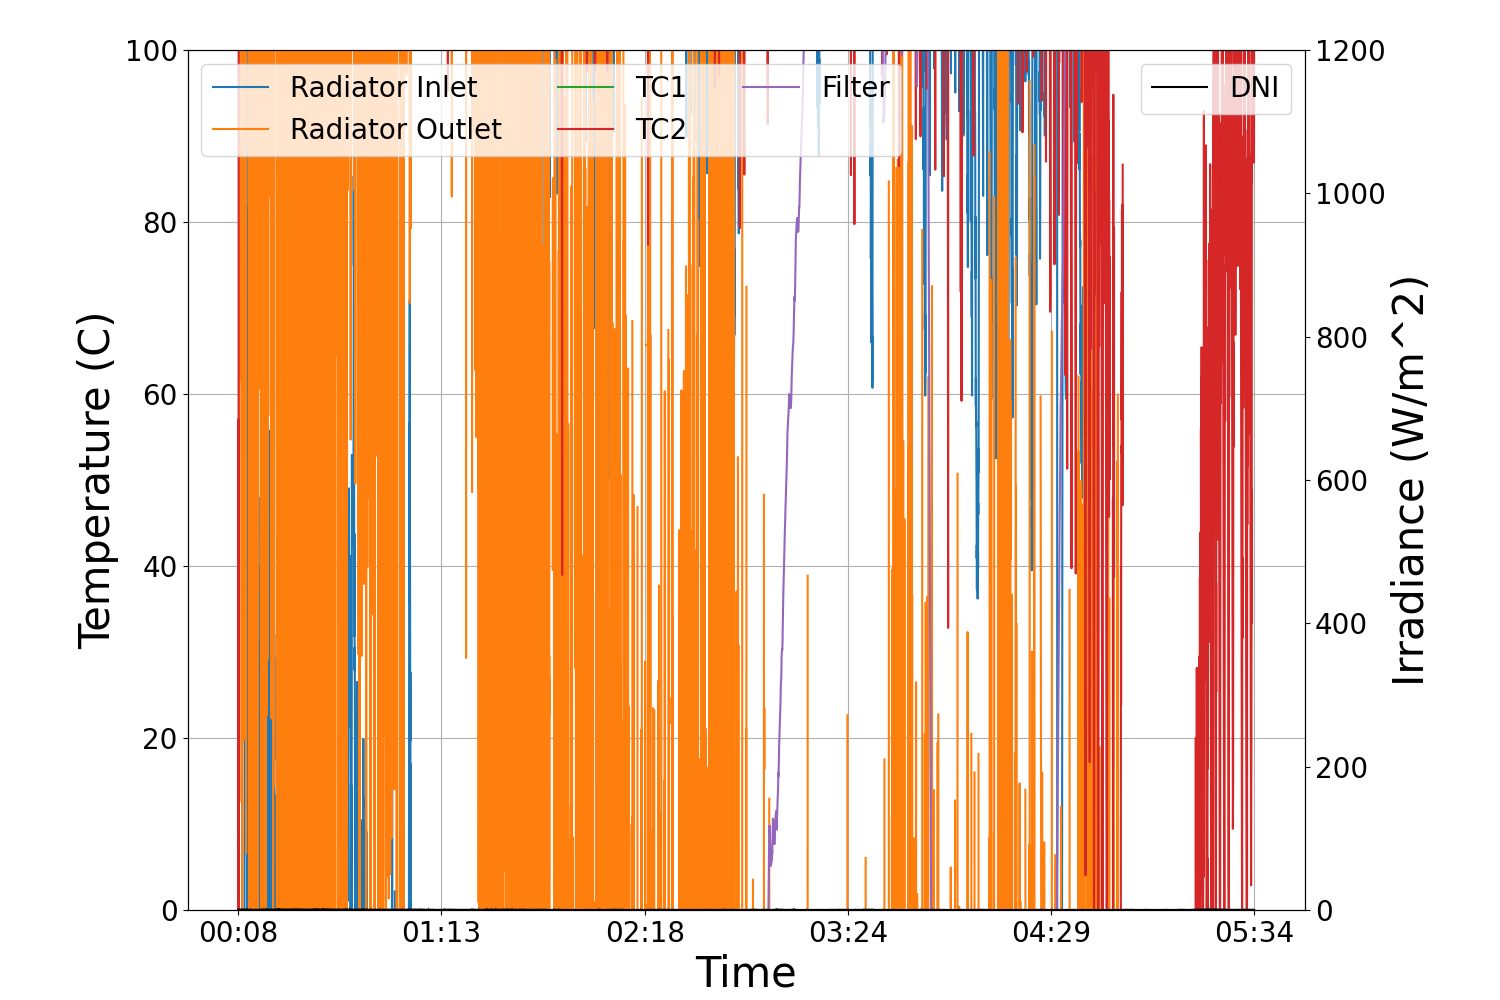 100
80
60
40
20
0
Temperature (C)
Radiator Inlet
Radiator Outlet
TC1
TC2
Filter
DNI
1200
1000
800
600
400
200
0
Irradiance (W/m^2)
00:08 01:13 02:18 03:24 04:29 05:34
Time